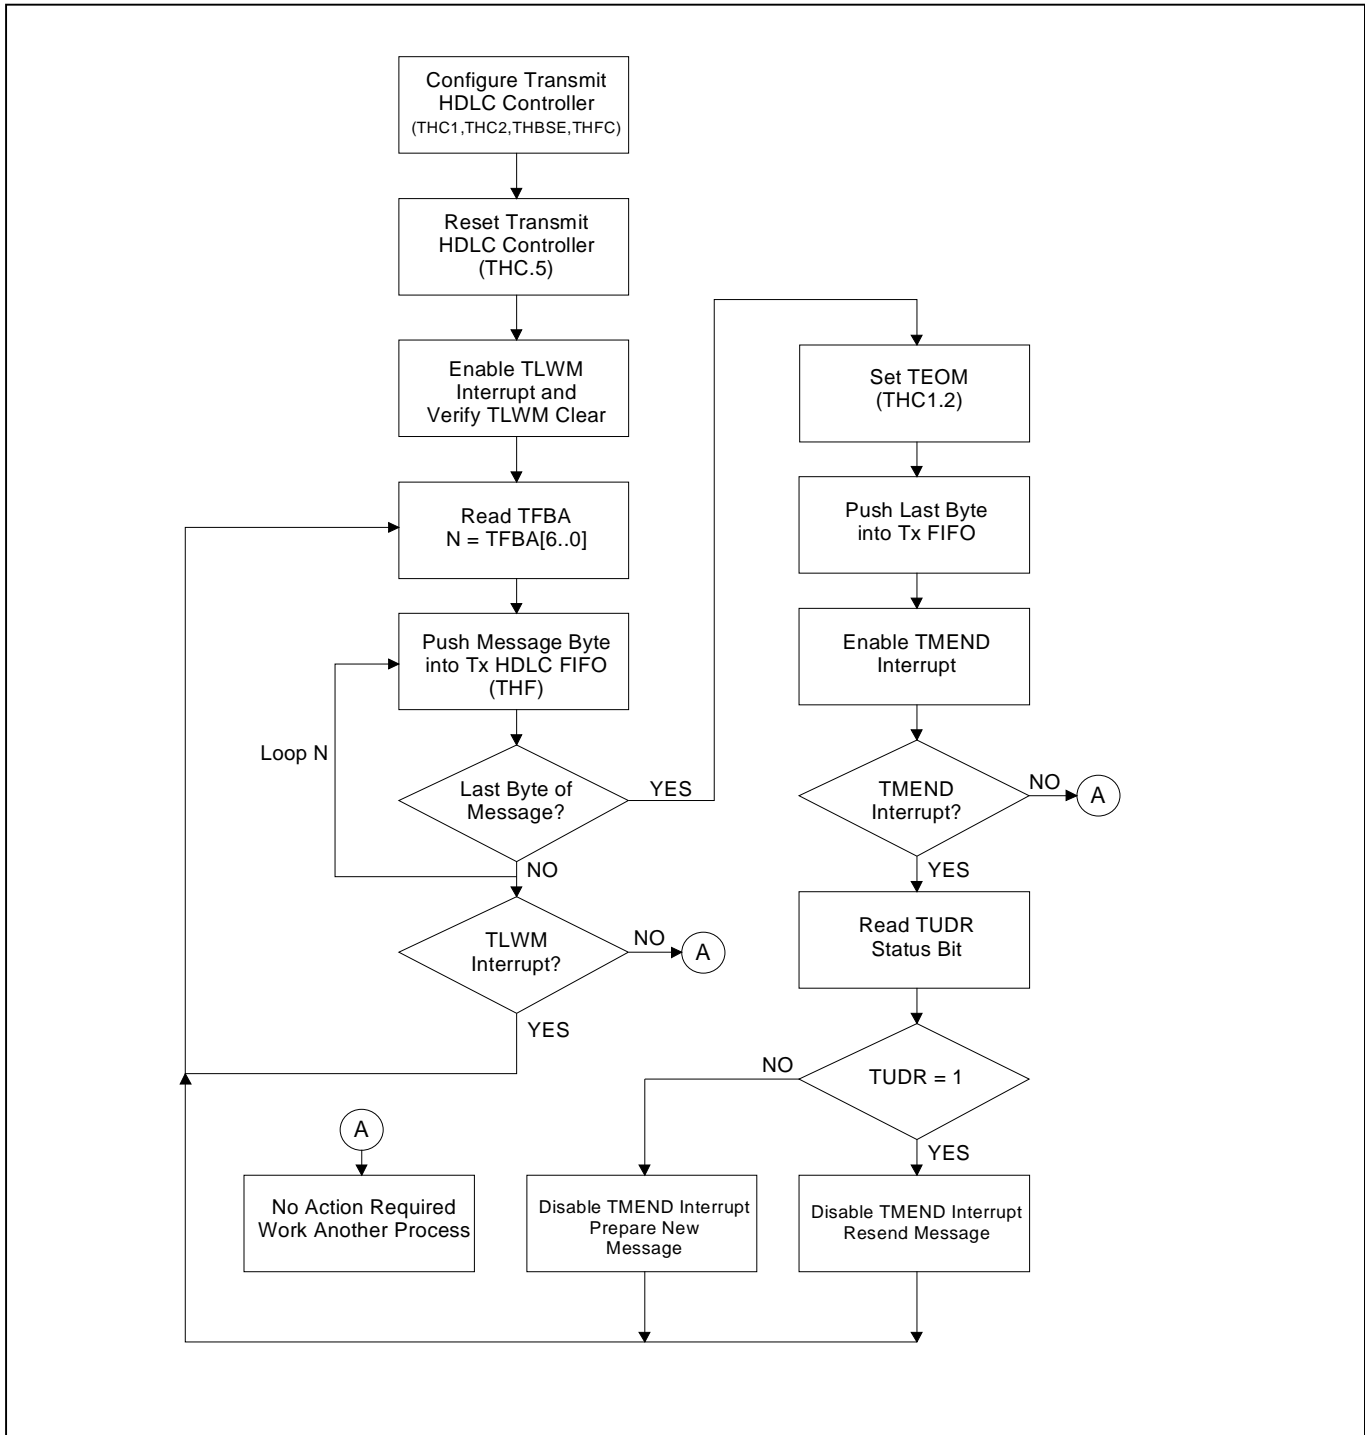 Configure Transmit
HDLC Controller
(THC1,THC2,THBSE,THFC)
Reset Transmit
HDLC Controller
(THC.5)
Enable TLWM
Interrupt and
Verify TLWM Clear
Read TFBA
N = TFBA[6..0]
Push Message Byte
into Tx HDLC FIFO
(THF)
Loop N
Last Byte of
Message?
YES
NO
TLWM
Interrupt?
NO
A
YES
A
No Action Required
Work Another Process
Set TEOM
(THC1.2)
Push Last Byte
into Tx FIFO
Enable TMEND
Interrupt
TMEND
Interrupt?
NO
A
YES
Read TUDR
Status Bit
TUDR = 1
NO
YES
Disable TMEND Interrupt
Prepare New
Message
Disable TMEND Interrupt
Resend Message